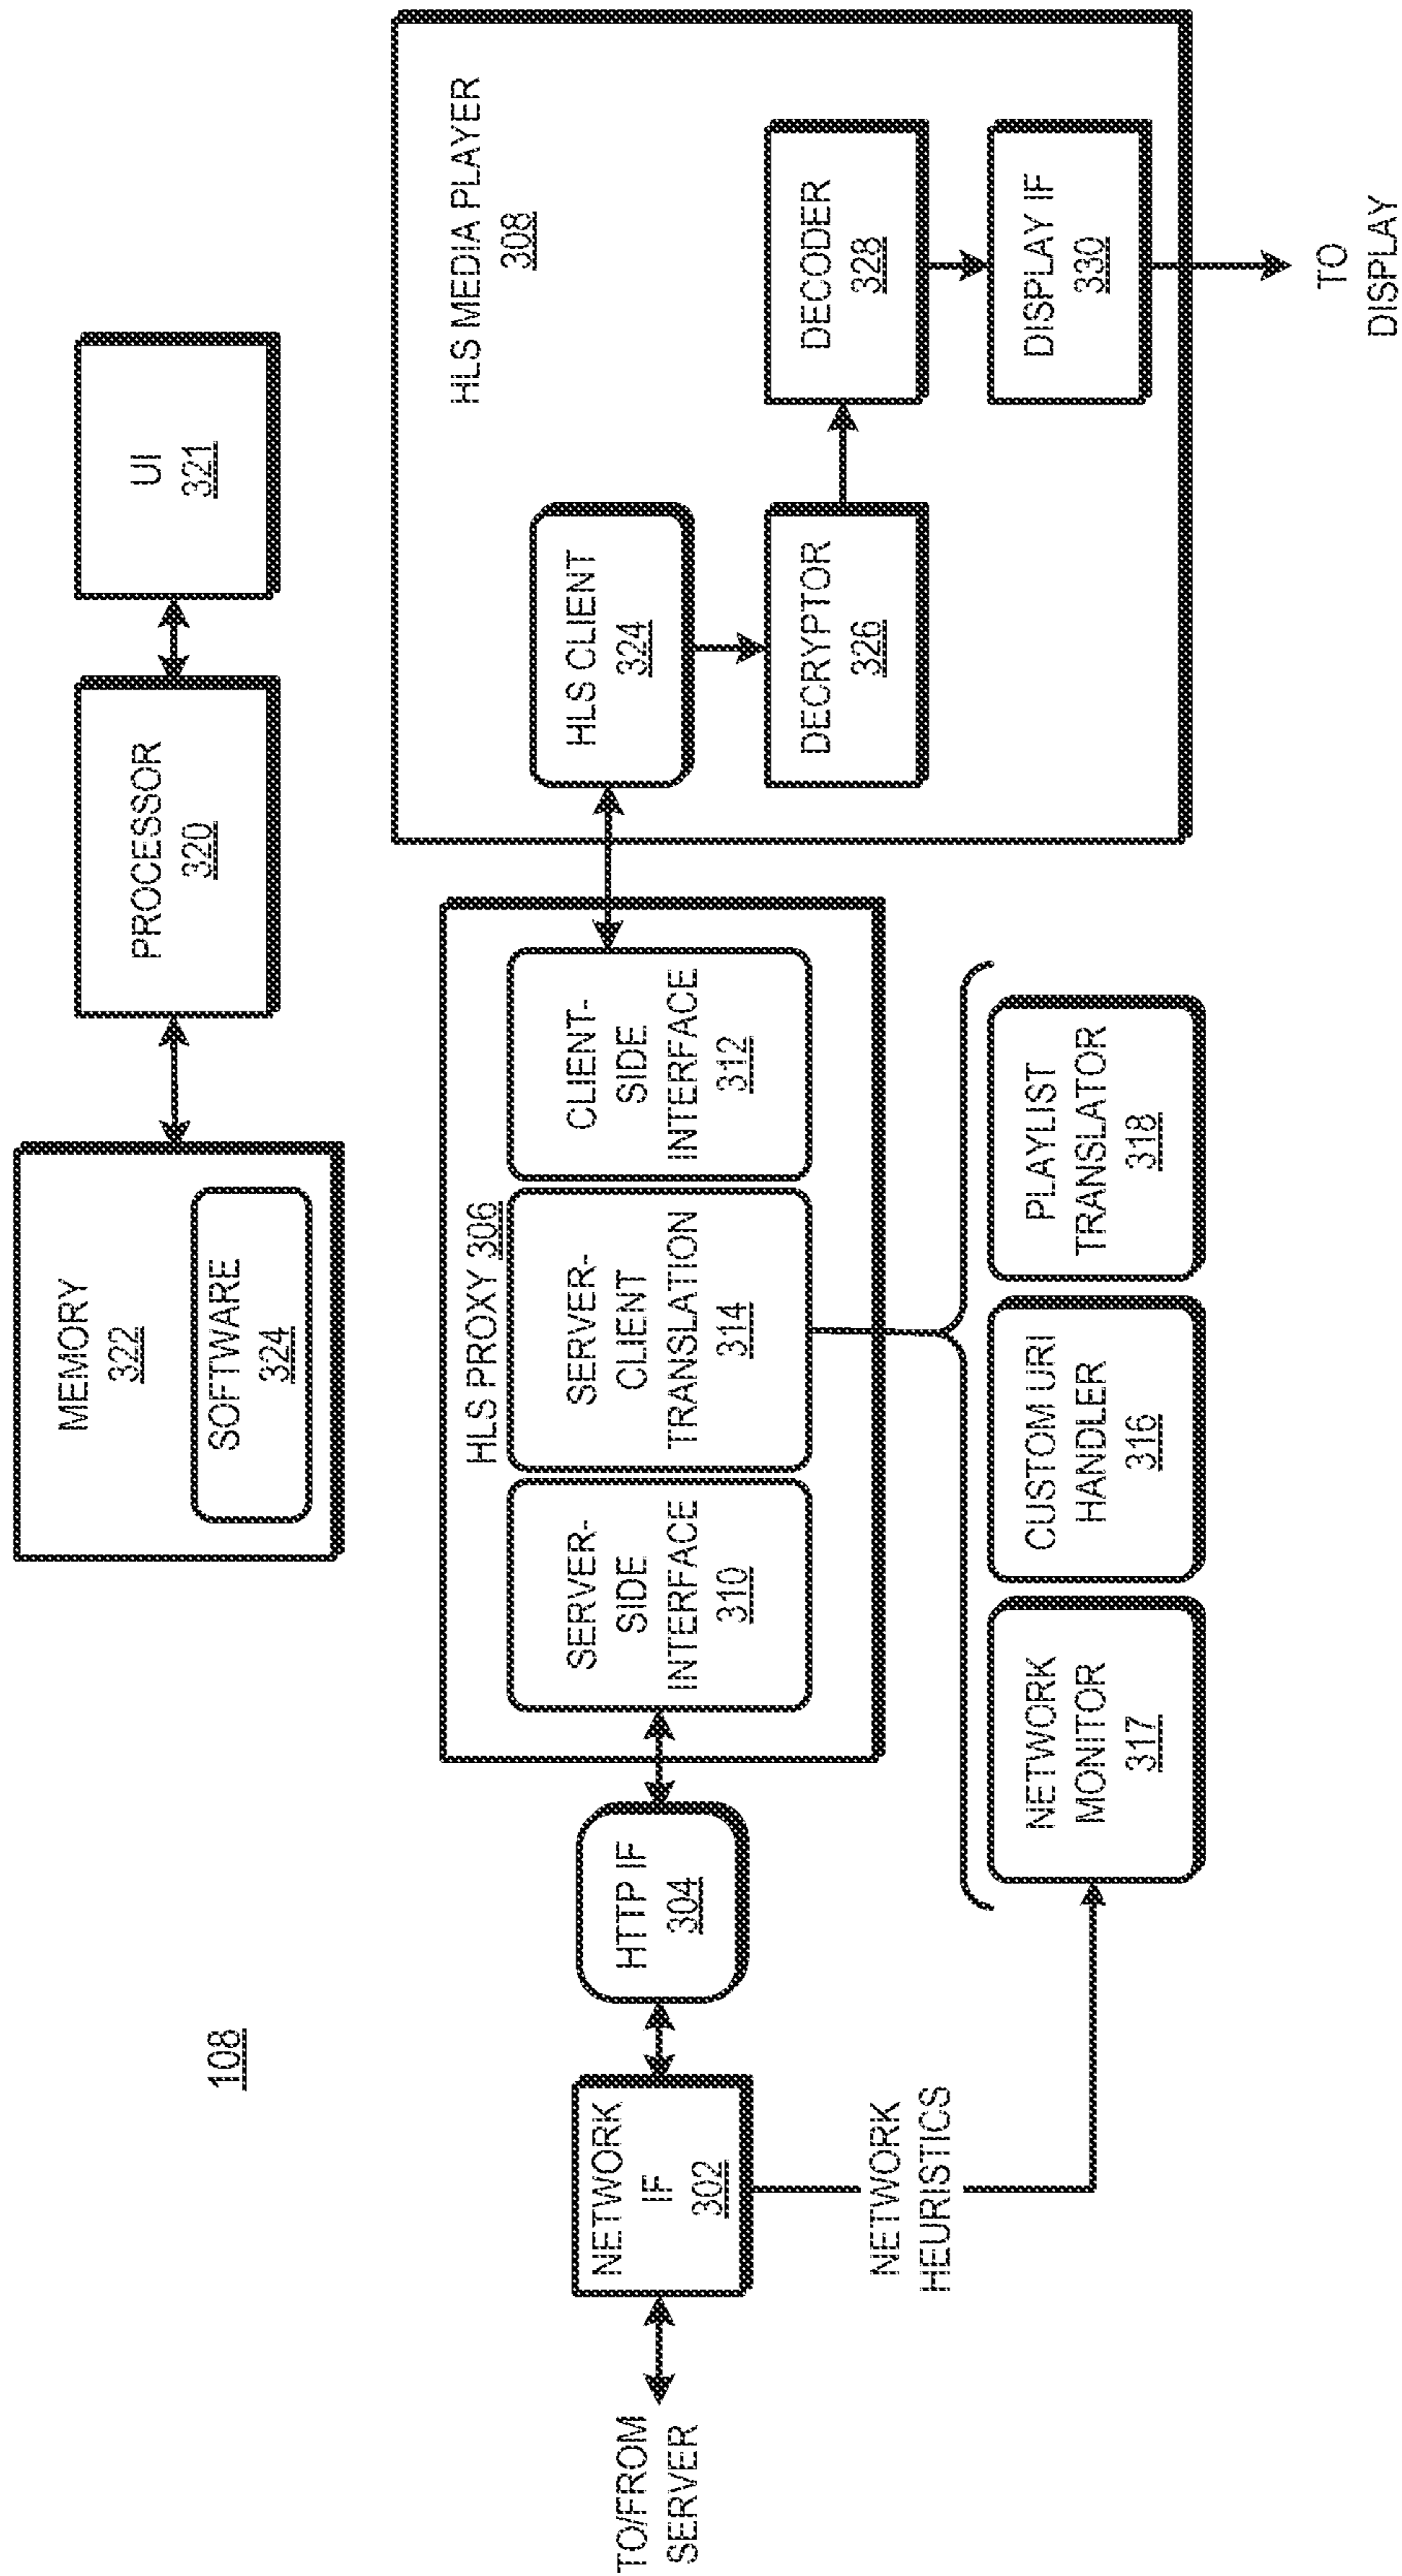 108
MEMORY
322
SOFTWARE
324
PROCESSOR
320
UI
321
TO/FROM
SERVER
NETWORK
IF
302
HTTP IF
304
HLS PROXY 306
SERVER-
SIDE
INTERFACE
310
SERVER-
CLIENT
TRANSLATION
314
CLIENT-
SIDE
INTERFACE
312
NETWORK
HEURISTICS
NETWORK
MONITOR
317
CUSTOM URI
HANDLER
316
PLAYLIST
TRANSLATOR
318
HLS MEDIA PLAYER
308
HLS CLIENT
324
DECRYPTOR
326
DECODER
328
DISPLAY IF
330
TO
DISPLAY